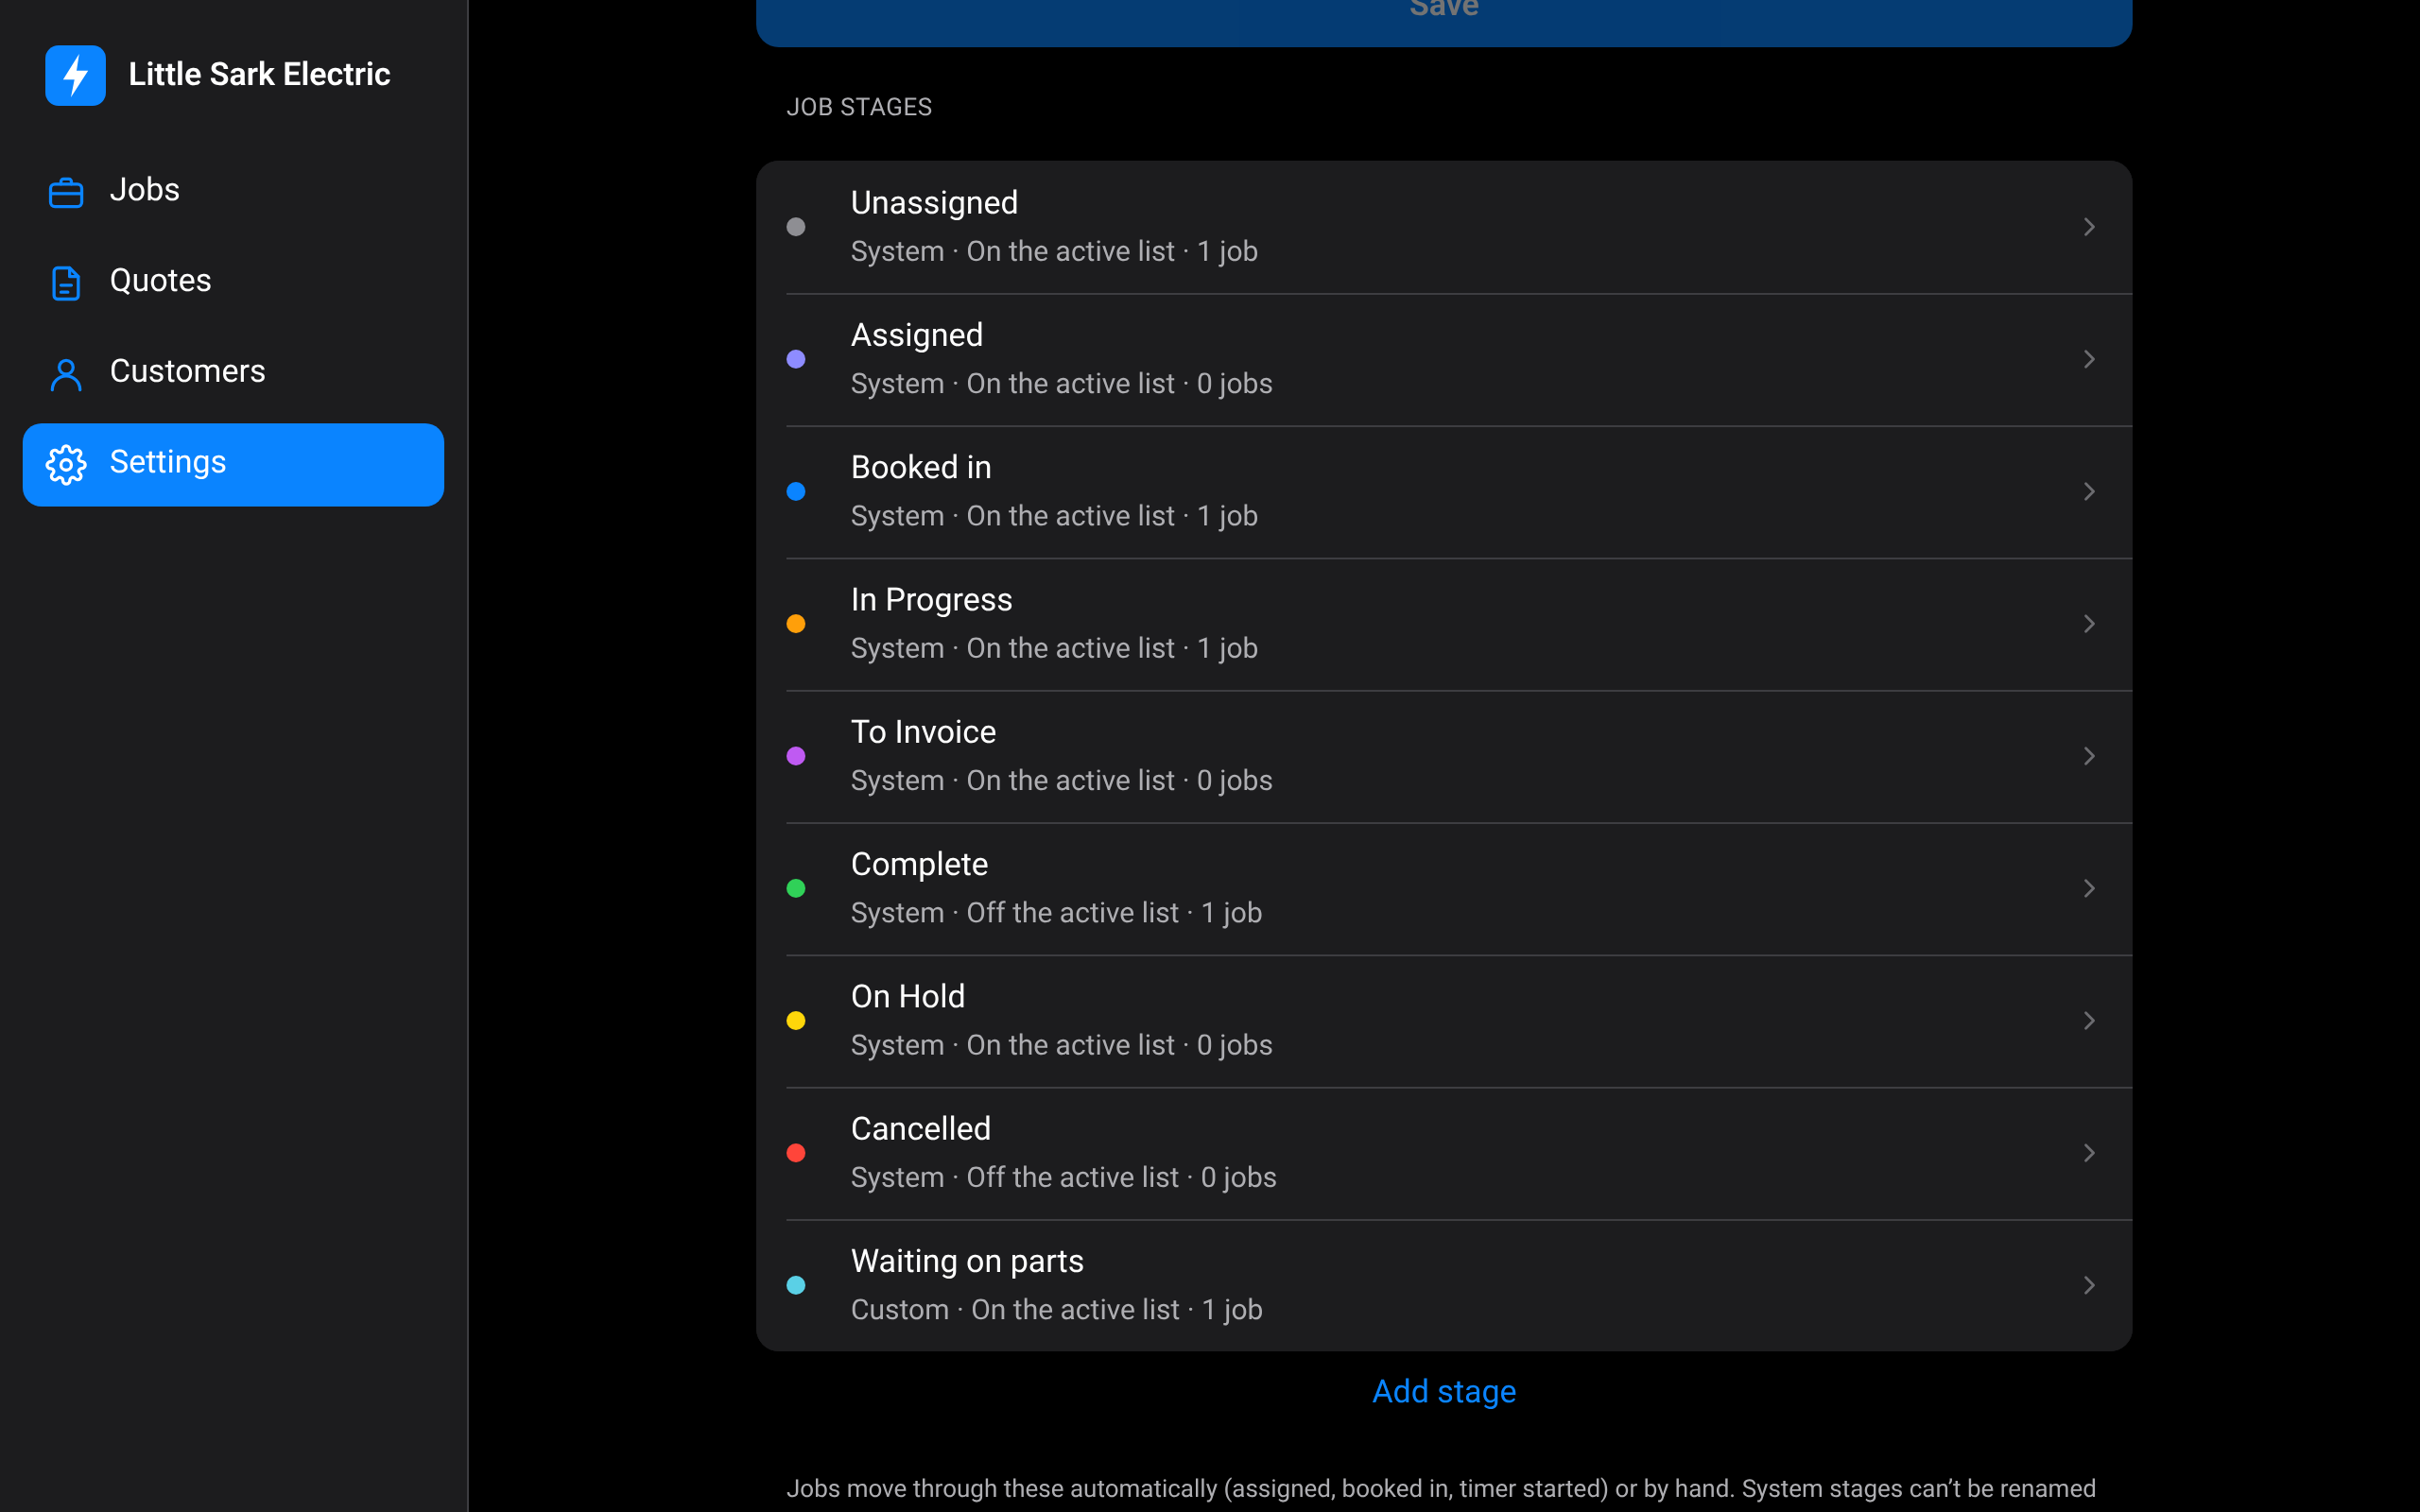 Little Sark Electric
Jobs
Quotes
Customers
Settings
Save
JOB STAGES
Unassigned
System · On the active list · 1 job
Assigned
System · On the active list · 0 jobs
Booked in
System · On the active list · 1 job
In Progress
System · On the active list · 1 job
To Invoice
System · On the active list · 0 jobs
Complete
System · Off the active list · 1 job
On Hold
System · On the active list · 0 jobs
Cancelled
System · Off the active list · 0 jobs
Waiting on parts
Custom · On the active list · 1 job
Add stage
Jobs move through these automatically (assigned, booked in, timer started) or by hand. System stages can’t be renamed